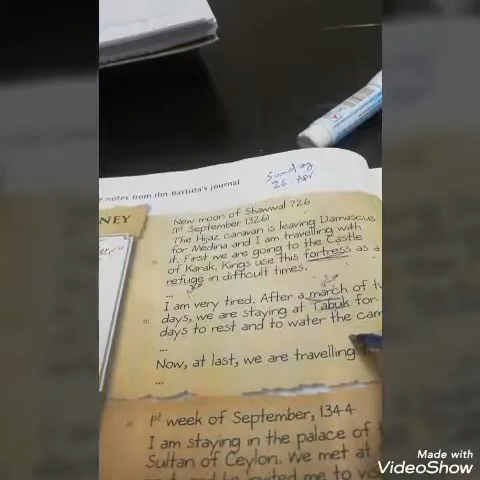 notes from Ibn Battuta's journal
Sunday
26 Apr
NEY
New moon of Shawwal 726
(1st September 1326)
The Hijaz caravan is leaving Damascus
for Medina and I am travelling with
it. First we are going to the Castle
of Karak. Kings use this fortress as a
refuge in difficult times.
...
I am very tired. After a march of
days, we are staying at Tabuk for
days to rest and to water the
...
Now, at last, we are travelling
...
1st week of September, 1344
I am staying in the palace of
Sultan of Ceylon. We met at
invited me to
Made with
VideoShow